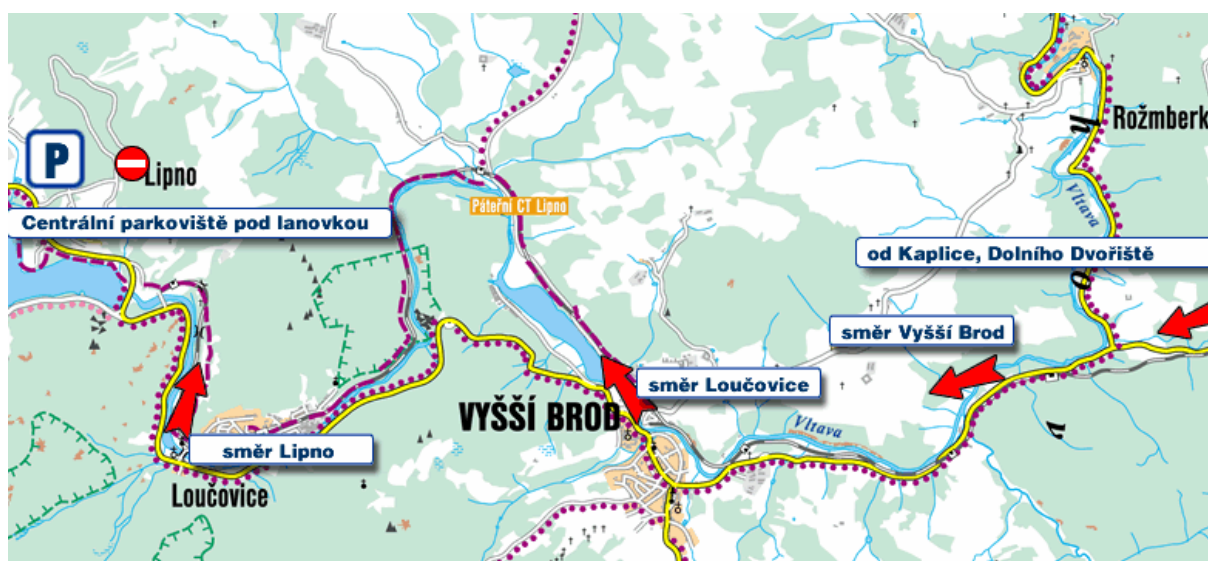 Rožmberk
P
Lipno
Páteřní CT Lipno
Vltava
Centrální parkoviště pod lanovkou
od Kaplice, Dolního Dvořiště
směr Vyšší Brod
směr Loučovice
VYŠŠÍ BROD
Vltava
směr Lipno
Loučovice
h
o
v